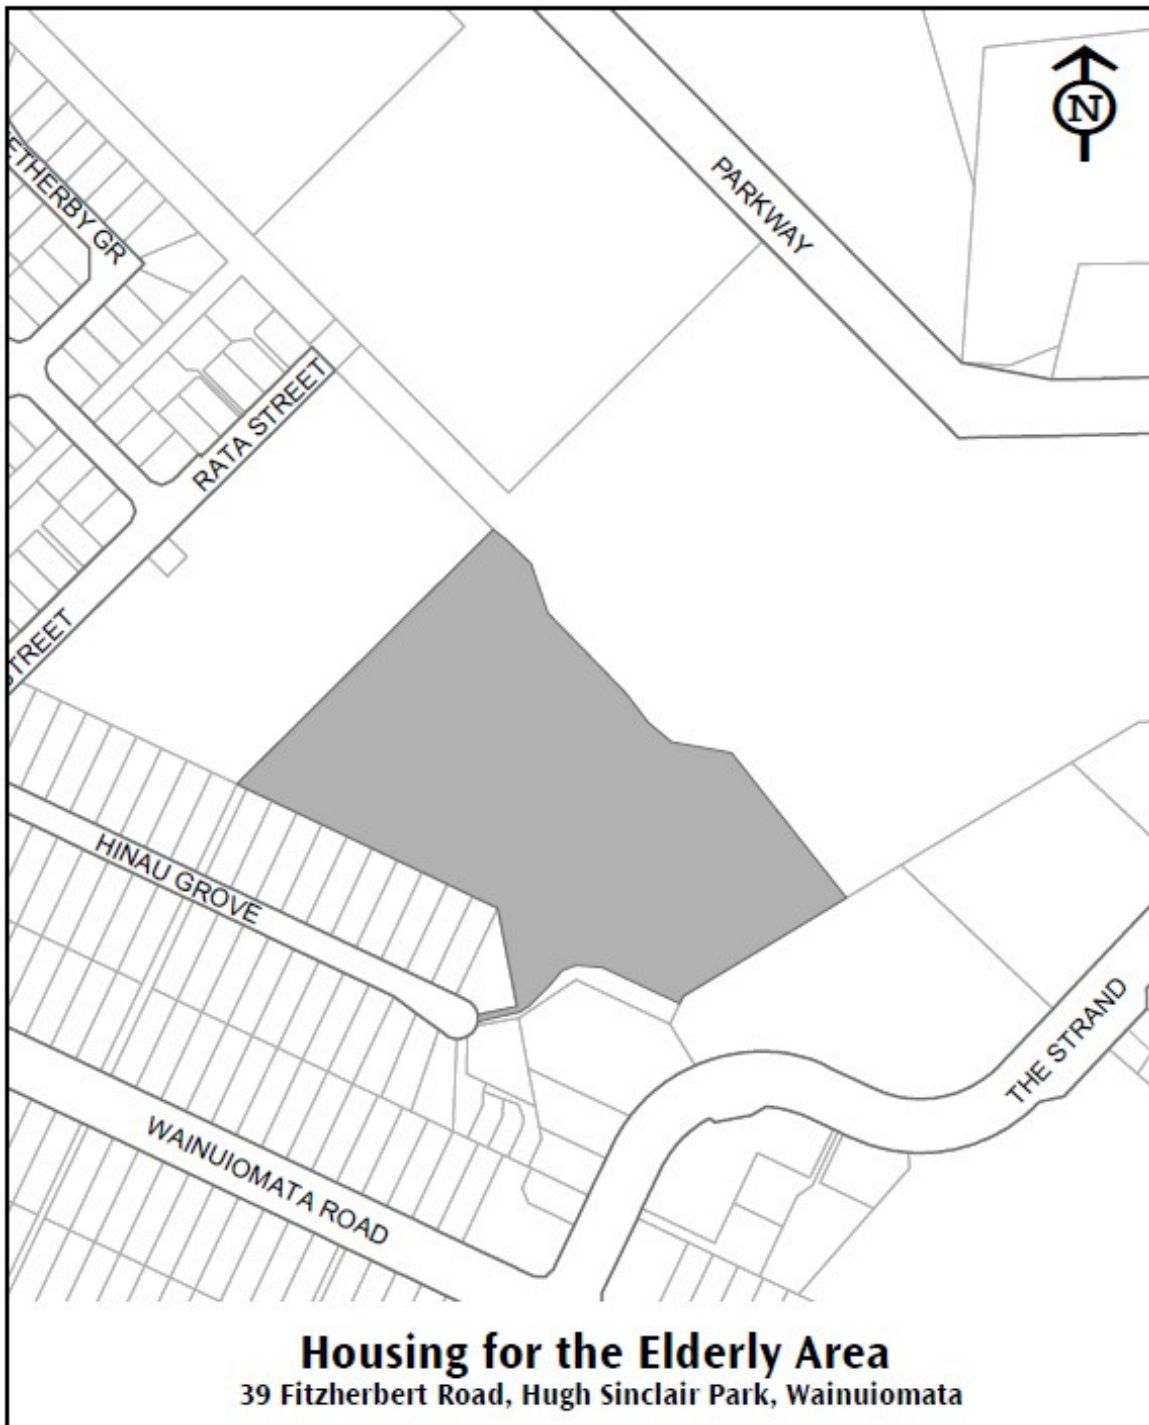 N
PARKWAY
ETHERBY GR
RATA STREET
STREET
HINAU GROVE
THE STRAND
WAINUIOMATA ROAD
Housing for the Elderly Area
39 Fitzherbert Road, Hugh Sinclair Park, Wainuiomata